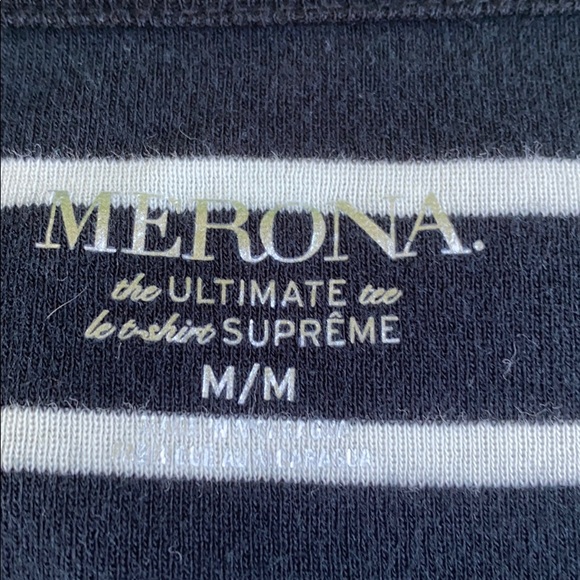 MERONA.
the ULTIMATE tee
le t-shirt SUPRÊME
M/M